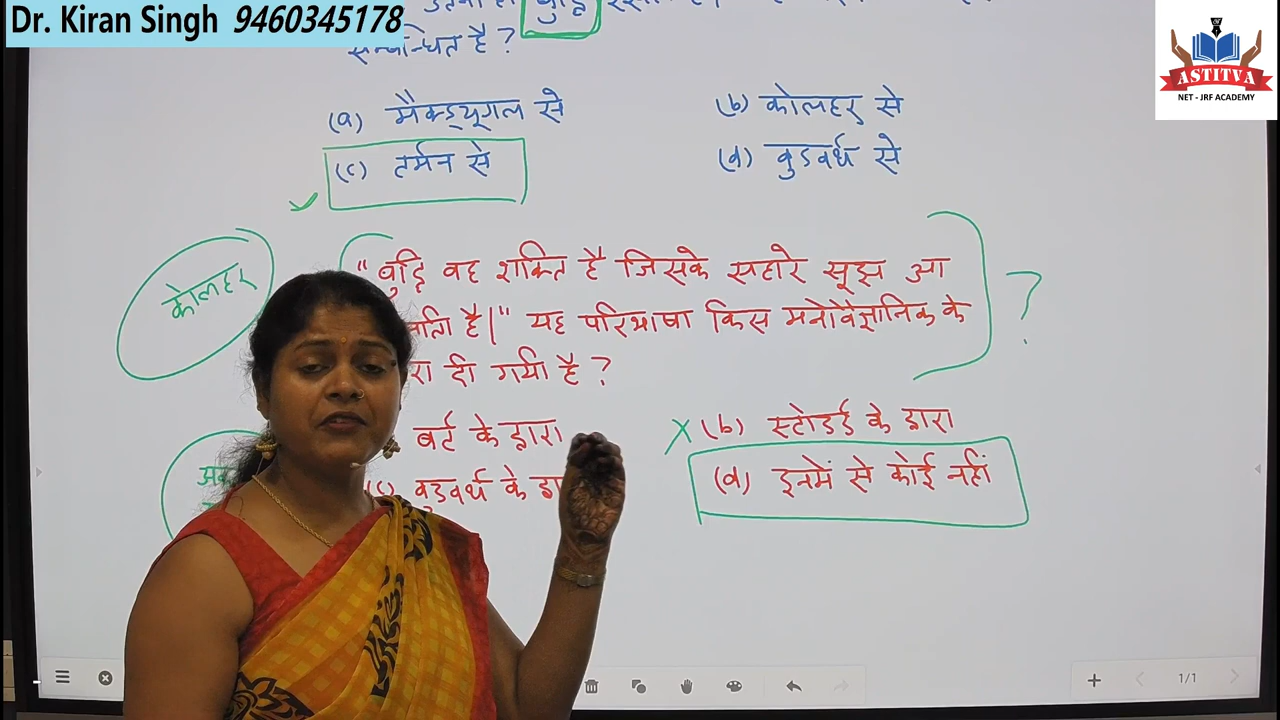 Dr. Kiran Singh 9460345178
ASTITVA
NET - JRF ACADEMY
बुद्धि
सम्बन्धित है ?
(a) मैक्ड्यूगल से
(b) कोलहर से
(c) तर्मन से
(d) वुडवर्थ से
कोलहर
"बुद्धि वह शक्ति है जिसके सहारे सूझ आ
है|" यह परिभाषा किस मनोवैज्ञानिक के
दी गयी है ?
?
बर्ट के द्वारा
X (b) स्टोडर्ड के द्वारा
वुडवर्थ के
(d) इनमें से कोई नहीं
1/1